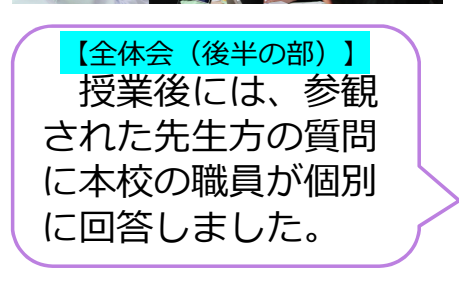 【全体会（後半の部）】
授業後には、参観
された先生方の質問
に本校の職員が個別
に回答しました。